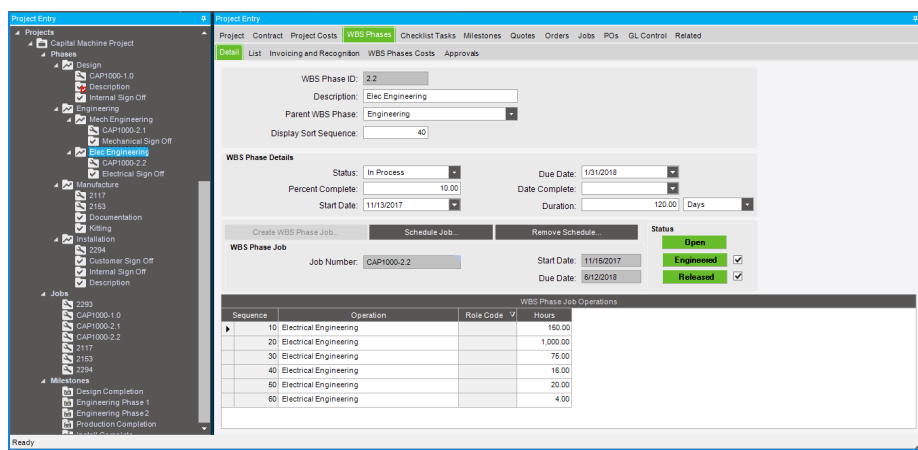 Project Entry
Projects
Capital Machine Project
Phases
Design
CAP1000-1.0
Description
Internal Sign Off
Engineering
Mech Engineering
CAP1000-2.1
Mechanical Sign Off
Elec Engineering
CAP1000-2.2
Electrical Sign Off
Manufacture
2117
2153
Documentation
Kitting
Installation
2294
Customer Sign Off
Internal Sign Off
Description
Jobs
2293
CAP1000-1.0
CAP1000-2.1
CAP1000-2.2
2117
2153
2294
Milestones
Design Completion
Engineering Phase 1
Engineering Phase 2
Production Completion
Install Complete
Project Entry
Project Contract Project Costs WBS Phases Checklist Tasks Milestones Quotes Orders Jobs POs GL Control Related
Detail List Invoicing and Recognition WBS Phases Costs Approvals
WBS Phase ID: 2.2
Description: Elec Engineering
Parent WBS Phase: Engineering
Display Sort Sequence: 40
WBS Phase Details
Status: In Process Due Date: 1/31/2018
Percent Complete: 10.00 Date Complete:
Start Date: 11/13/2017 Duration: 120.00 Days
Create WBS Phase Job... Schedule Job... Remove Schedule... Status
Open
WBS Phase Job
Job Number: CAP1000-2.2 Start Date: 11/15/2017 Engineered
Due Date: 6/12/2018 Released
WBS Phase Job Operations
Sequence Operation Role Code Hours
10 Electrical Engineering 150.00
20 Electrical Engineering 1,000.00
30 Electrical Engineering 75.00
40 Electrical Engineering 16.00
50 Electrical Engineering 20.00
60 Electrical Engineering 4.00
Ready